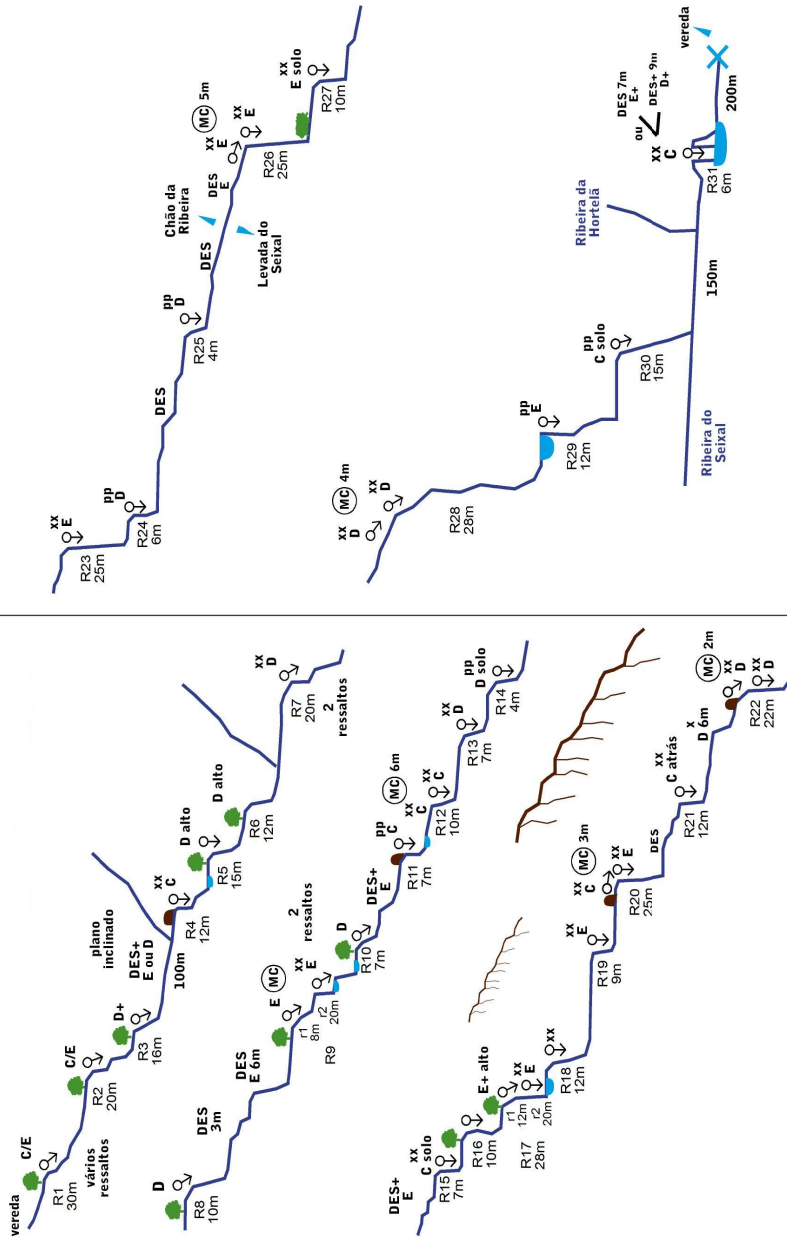 vereda
C/E
R1
30m
vários
ressaltos
C/E
R2
20m
D+
R3
16m
plano
inclinado
DES+
E ou D
100m
xx
C
R4
12m
D alto
R5
15m
D alto
R6
12m
xx
D
R7
20m
2
ressaltos
D
R8
10m
DES
3m
DES
E 6m
E
MC
r1
8m
xx
E
r2
20m
R9
2
ressaltos
D
R10
7m
DES+
E
pp
C
R11
7m
MC 6m
xx
C
xx
C
R12
10m
xx
D
R13
7m
pp
D solo
R14
4m
DES+
E
xx
C solo
R15
7m
R16
10m
E+ alto
r1
12m
xx
E
r2
20m
R17
28m
xx
R18
12m
xx
E
R19
9m
MC 3m
xx
C
xx
E
R20
25m
DES
xx
C atrás
R21
12m
x
D 6m
MC 2m
xx
D
xx
D
R22
22m
xx
E
R23
25m
pp
D
R24
6m
DES
pp
D
R25
4m
DES
Chão da
Ribeira
Levada do
Seixal
DES
E
MC 5m
xx
E
xx
E
R26
25m
xx
E solo
R27
10m
MC 4m
xx
D
xx
D
R28
28m
pp
E
R29
12m
pp
C solo
R30
15m
Ribeira do
Seixal
150m
Ribeira da
Hortelã
xx
C
ou
DES 7m
E+
DES+ 9m
D+
R31
6m
200m
vereda